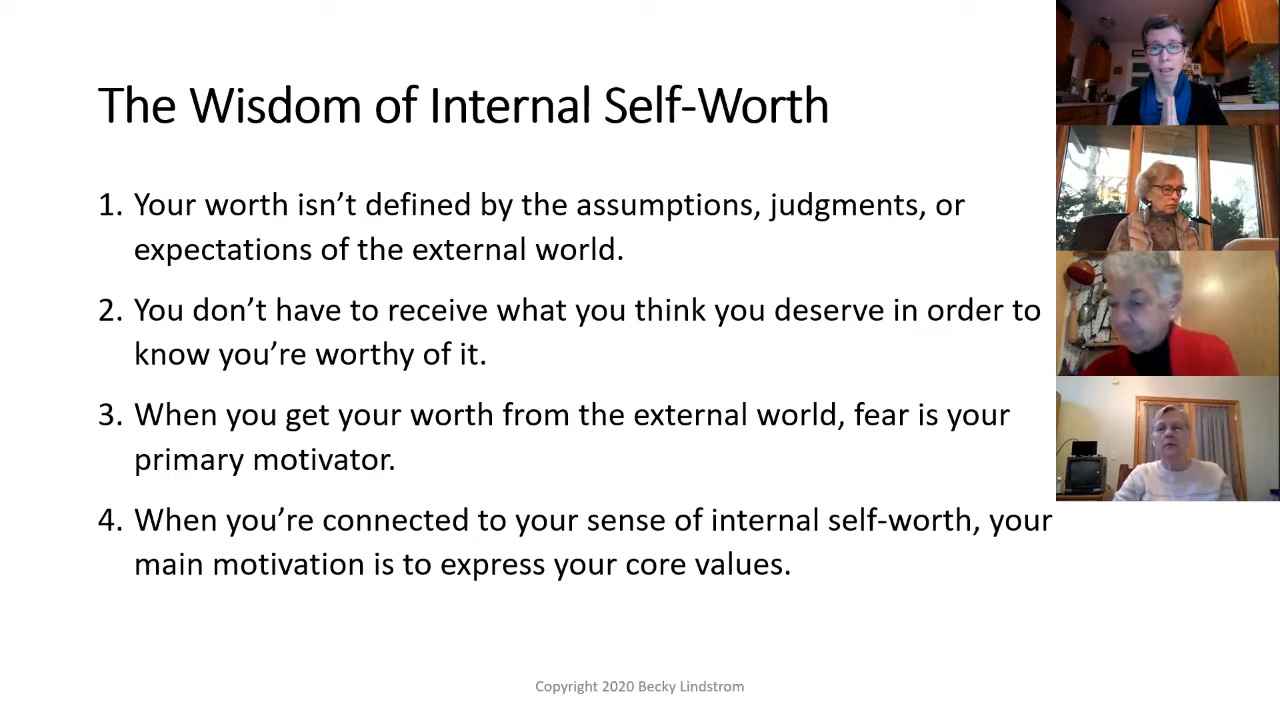 The Wisdom of Internal Self-Worth
1. Your worth isn’t defined by the assumptions, judgments, or
expectations of the external world.
2. You don’t have to receive what you think you deserve in order to
know you’re worthy of it.
3. When you get your worth from the external world, fear is your
primary motivator.
4. When you’re connected to your sense of internal self-worth, your
main motivation is to express your core values.
Copyright 2020 Becky Lindstrom